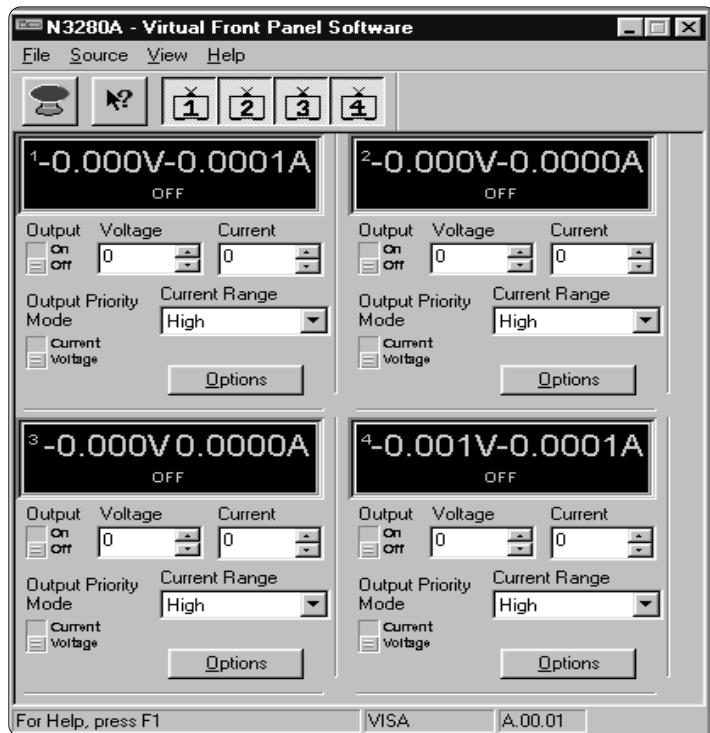 N3280A - Virtual Front Panel Software
File Source View Help
1 2 3 4
1 -0.000V-0.0001A
OFF
2 -0.000V-0.0000A
OFF
Output Voltage Current
On
Off
0 0
Output Priority Mode
Current Range
High
Current
Voltage
Options
Output Voltage Current
On
Off
0 0
Output Priority Mode
Current Range
High
Current
Voltage
Options
3 -0.000V 0.0000A
OFF
4 -0.001V-0.0001A
OFF
Output Voltage Current
On
Off
0 0
Output Priority Mode
Current Range
High
Current
Voltage
Options
Output Voltage Current
On
Off
0 0
Output Priority Mode
Current Range
High
Current
Voltage
Options
For Help, press F1 VISA A.00.01